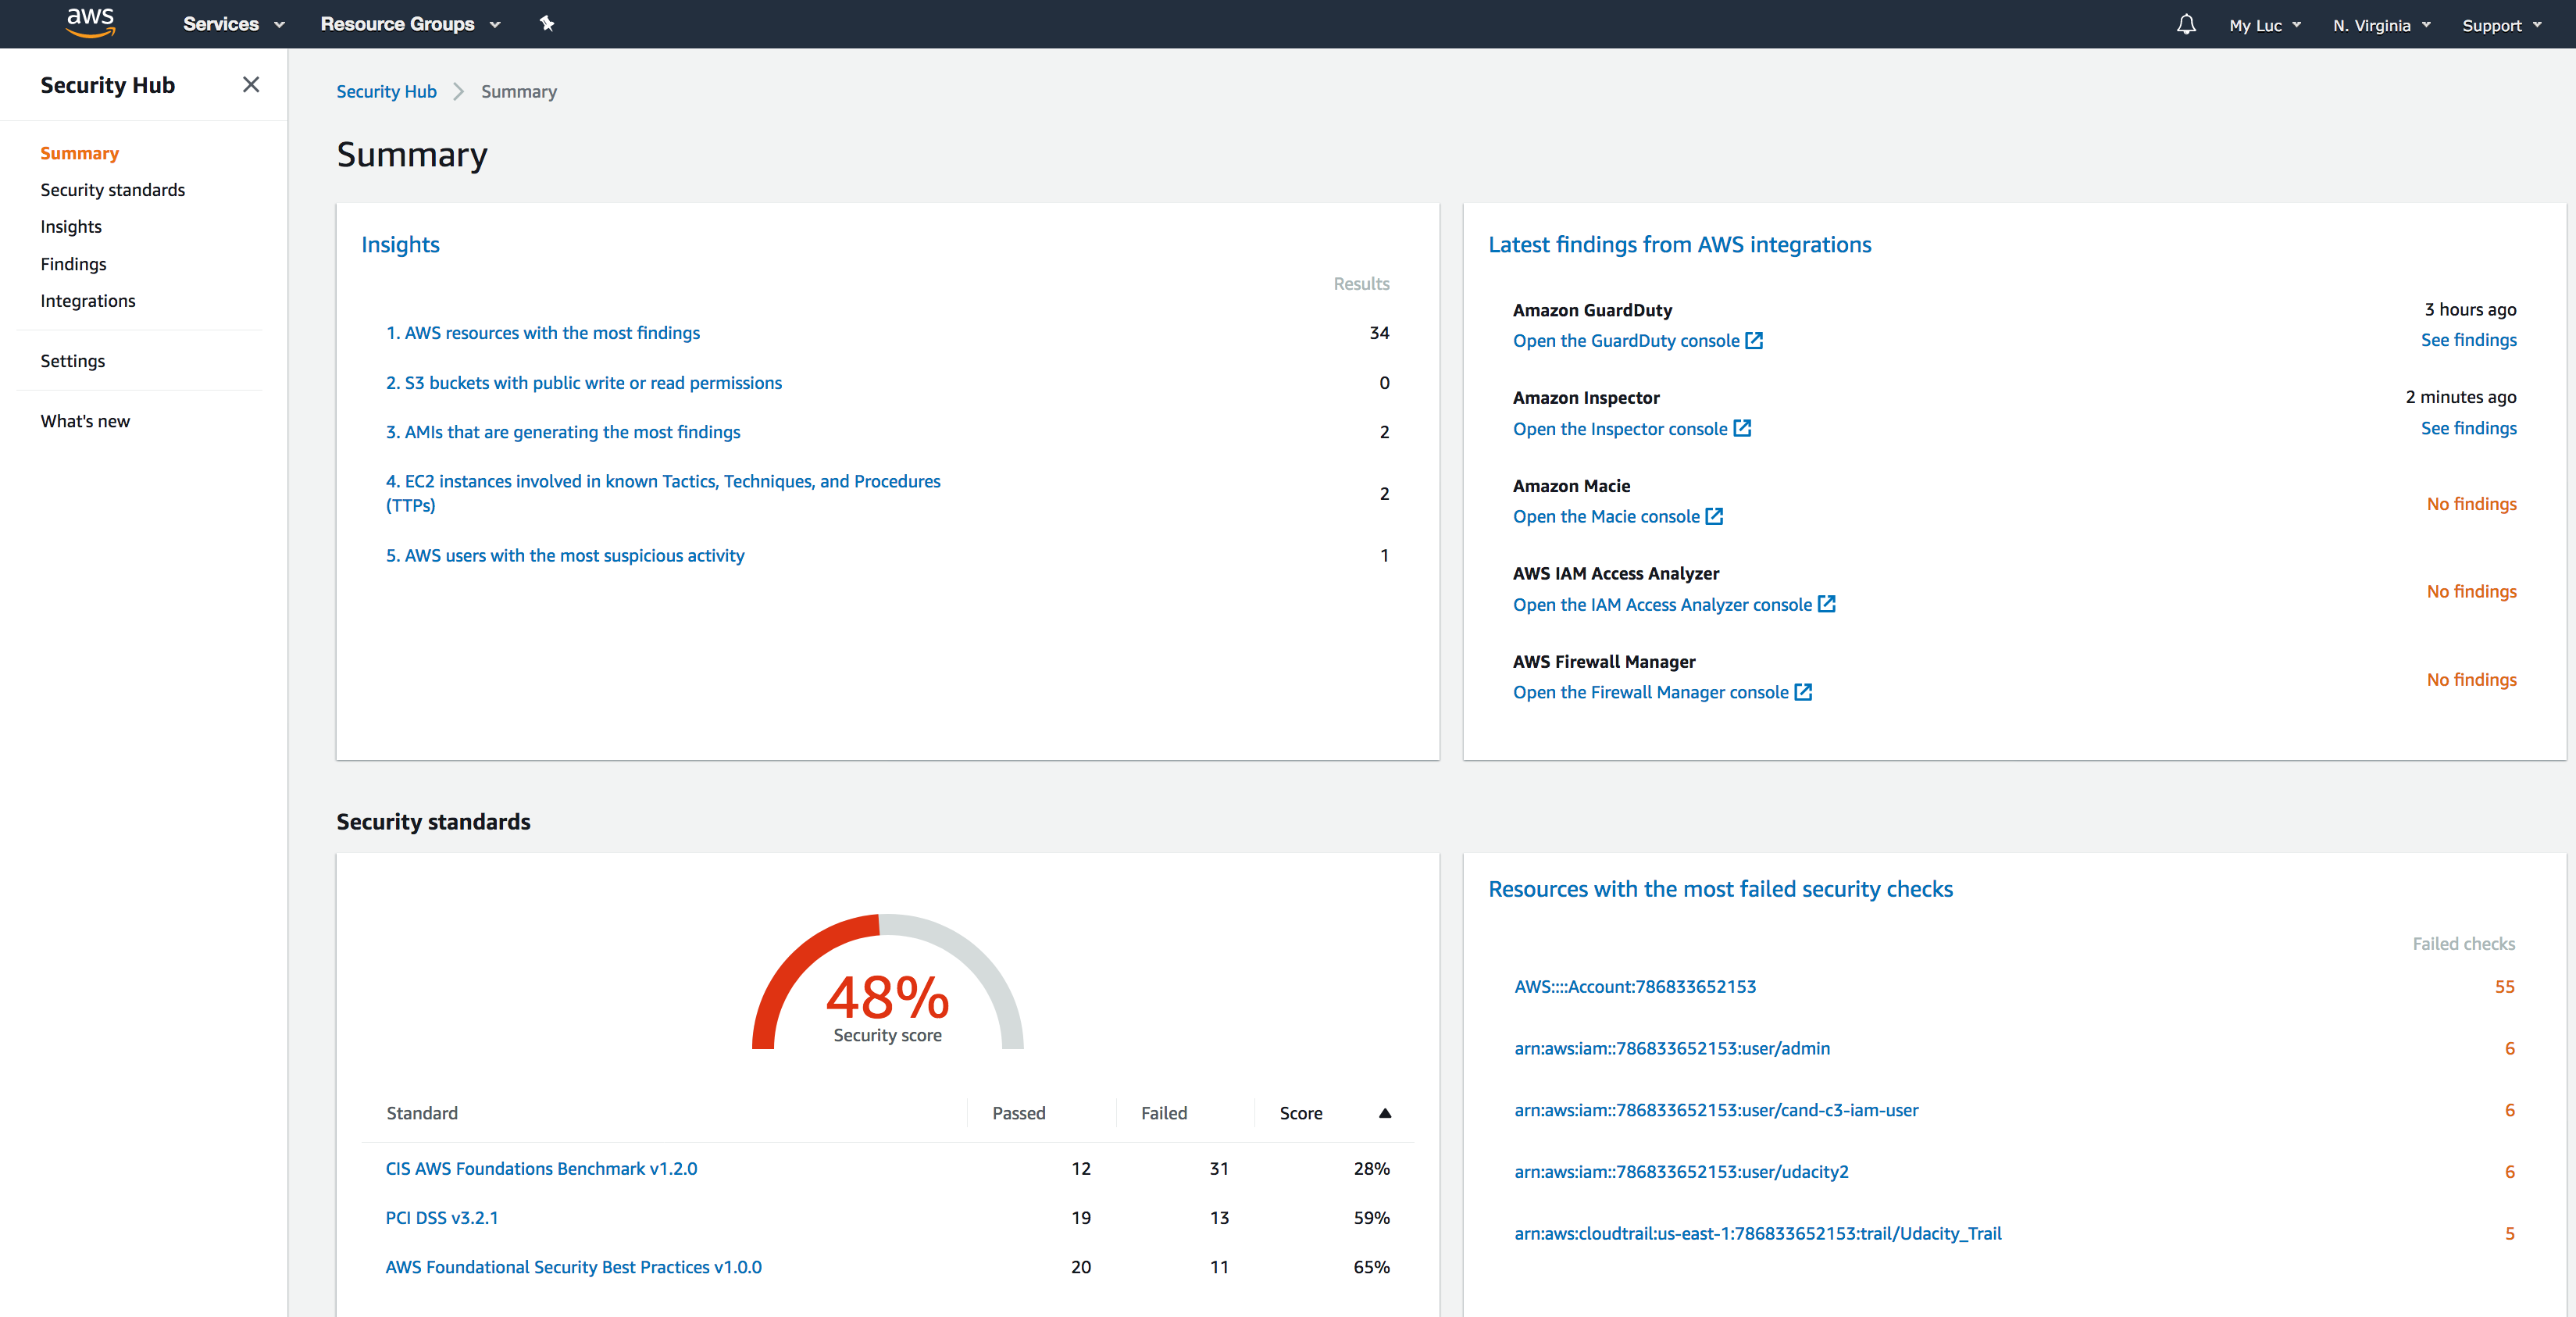 aws
Services
Resource Groups
My Luc
N. Virginia
Support
Security Hub
Summary
Security standards
Insights
Findings
Integrations
Settings
What's new
Security Hub
Summary
Summary
Insights
Results
1. AWS resources with the most findings 34
2. S3 buckets with public write or read permissions 0
3. AMIs that are generating the most findings 2
4. EC2 instances involved in known Tactics, Techniques, and Procedures
(TTPs) 2
5. AWS users with the most suspicious activity 1
Latest findings from AWS integrations
Amazon GuardDuty 3 hours ago
Open the GuardDuty console See findings
Amazon Inspector 2 minutes ago
Open the Inspector console See findings
Amazon Macie
Open the Macie console No findings
AWS IAM Access Analyzer
Open the IAM Access Analyzer console No findings
AWS Firewall Manager
Open the Firewall Manager console No findings
Security standards
48%
Security score
Standard Passed Failed Score
CIS AWS Foundations Benchmark v1.2.0 12 31 28%
PCI DSS v3.2.1 19 13 59%
AWS Foundational Security Best Practices v1.0.0 20 11 65%
Resources with the most failed security checks
Failed checks
AWS::::Account:786833652153 55
arn:aws:iam::786833652153:user/admin 6
arn:aws:iam::786833652153:user/cand-c3-iam-user 6
arn:aws:iam::786833652153:user/udacity2 6
arn:aws:cloudtrail:us-east-1:786833652153:trail/Udacity_Trail 5